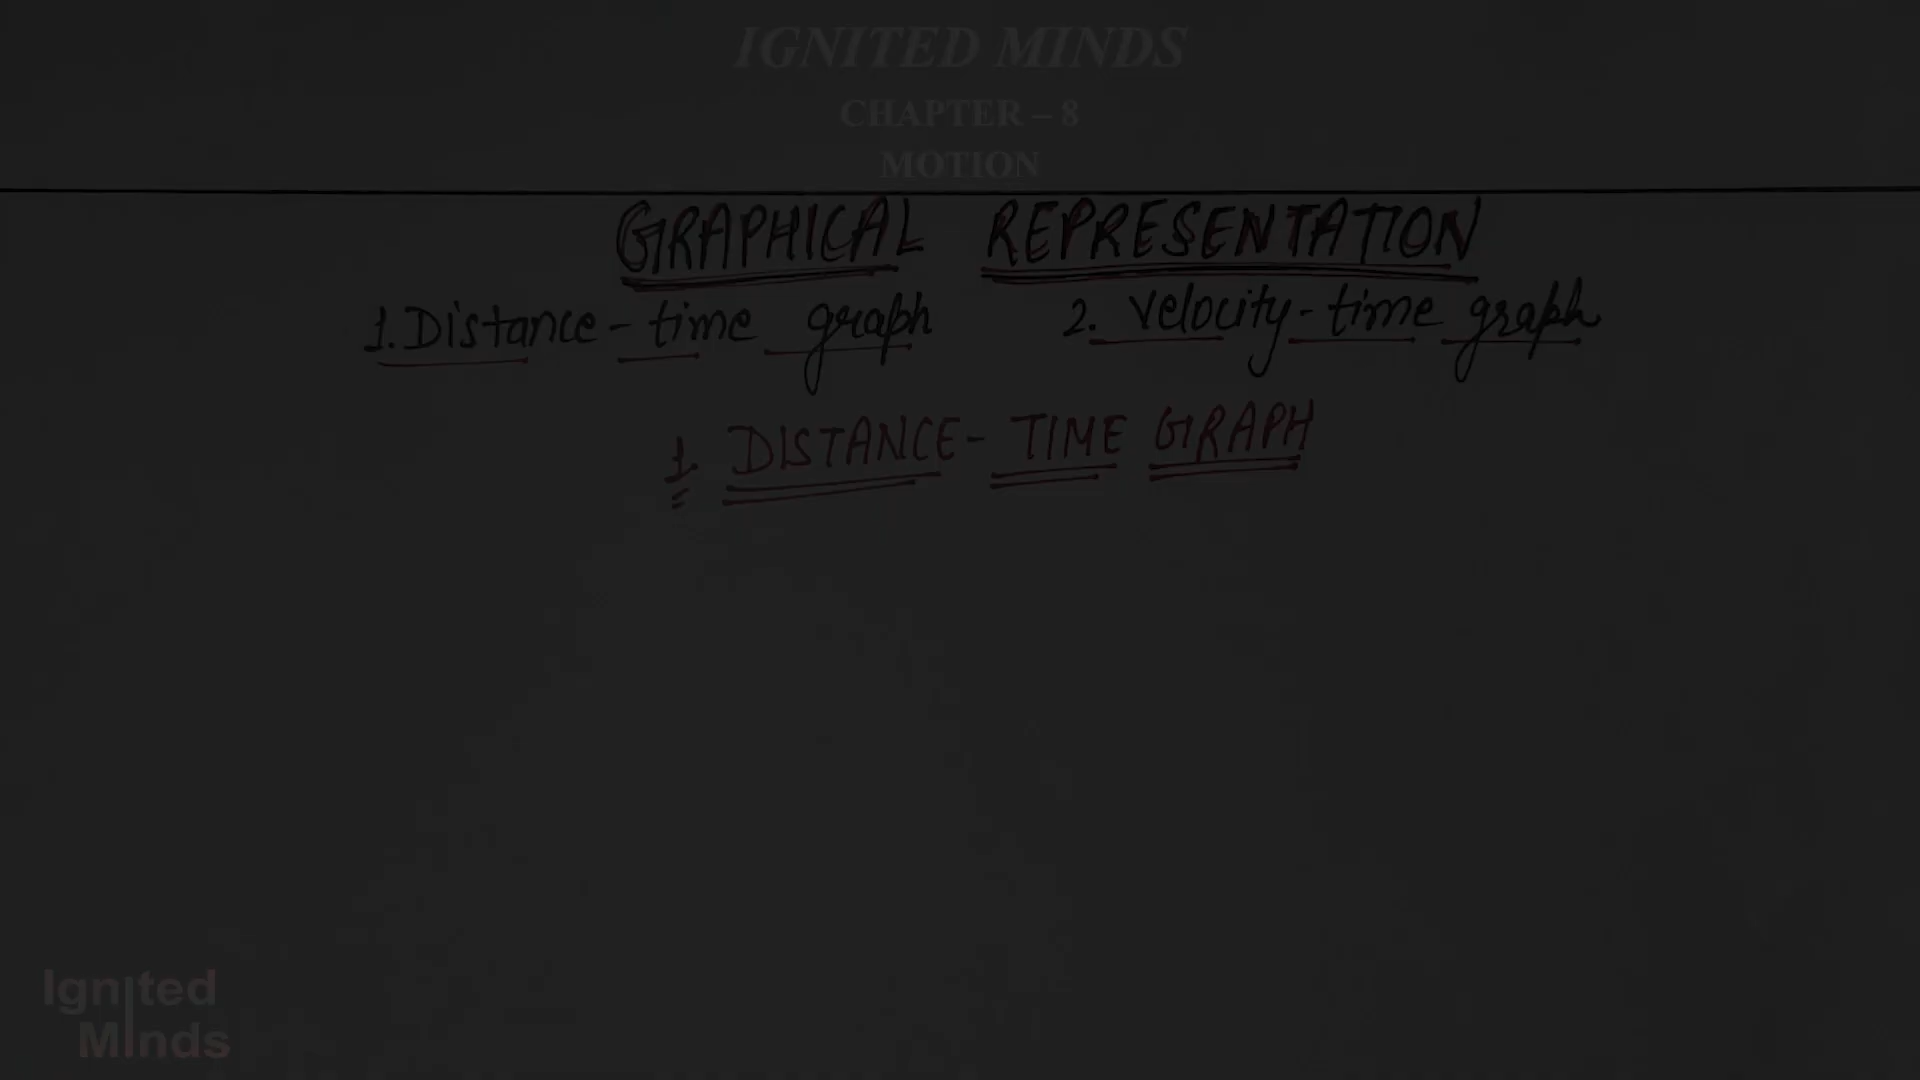 IGNITED MINDS
CHAPTER – 8
MOTION
GRAPHICAL REPRESENTATION
1. Distance - time graph 2. Velocity - time graph
1. DISTANCE - TIME GRAPH
Ignited
Minds